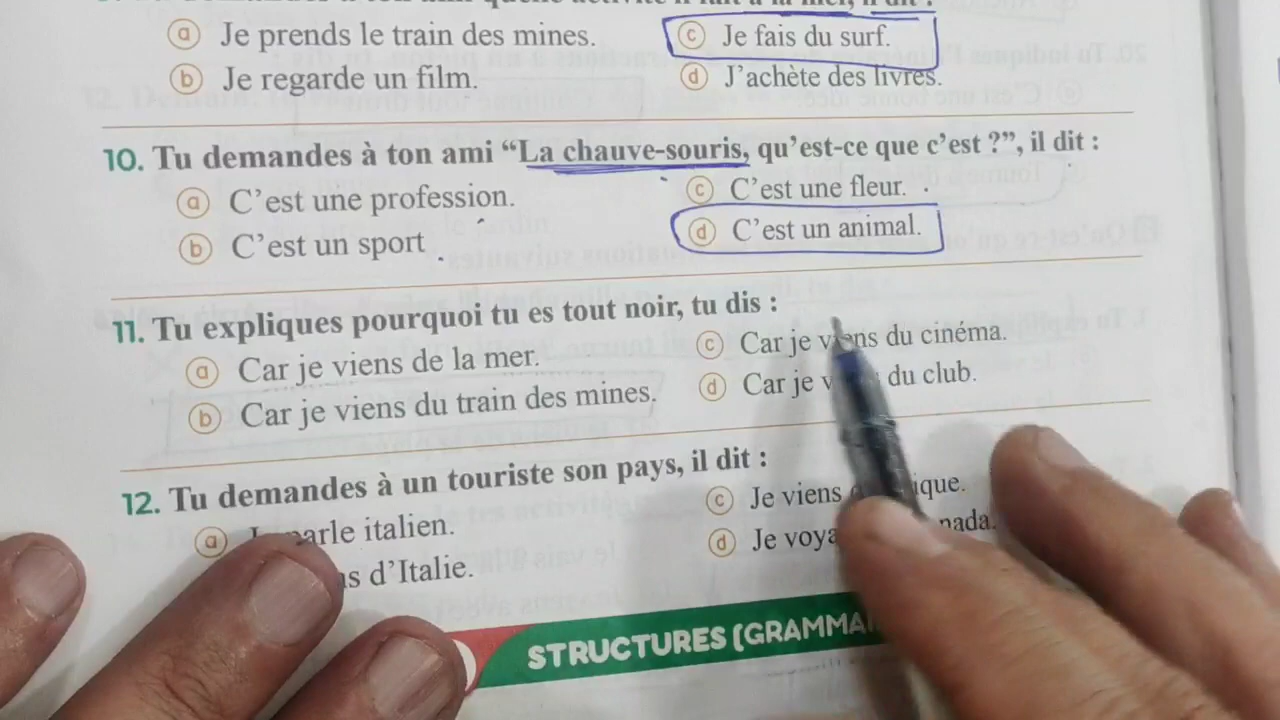 ⓐ Je prends le train des mines.
ⓒ Je fais du surf.
ⓑ Je regarde un film.
ⓓ J'achète des livres.
10. Tu demandes à ton ami “La chauve-souris, qu'est-ce que c'est ?”, il dit :
ⓐ C'est une profession.
ⓒ C'est une fleur.
ⓑ C'est un sport
ⓓ C'est un animal.
11. Tu expliques pourquoi tu es tout noir, tu dis :
ⓐ Car je viens de la mer.
ⓒ Car je viens du cinéma.
ⓑ Car je viens du train des mines.
ⓓ Car je du club.
12. Tu demandes à un touriste son pays, il dit :
ⓐ italien.
ⓒ Je viens
ⓑ d'Italie.
ⓓ Je
STRUCTURES